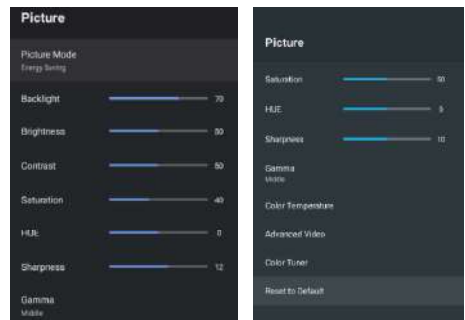 Picture
Picture Mode
Energy Saving
Backlight 70
Brightness 50
Contrast 50
Saturation 40
HUE 0
Sharpness 12
Gamma
Middle
Picture
Saturation 50
HUE 0
Sharpness 10
Gamma
Middle
Color Temperature
Advanced Video
Color Tuner
Reset to Default